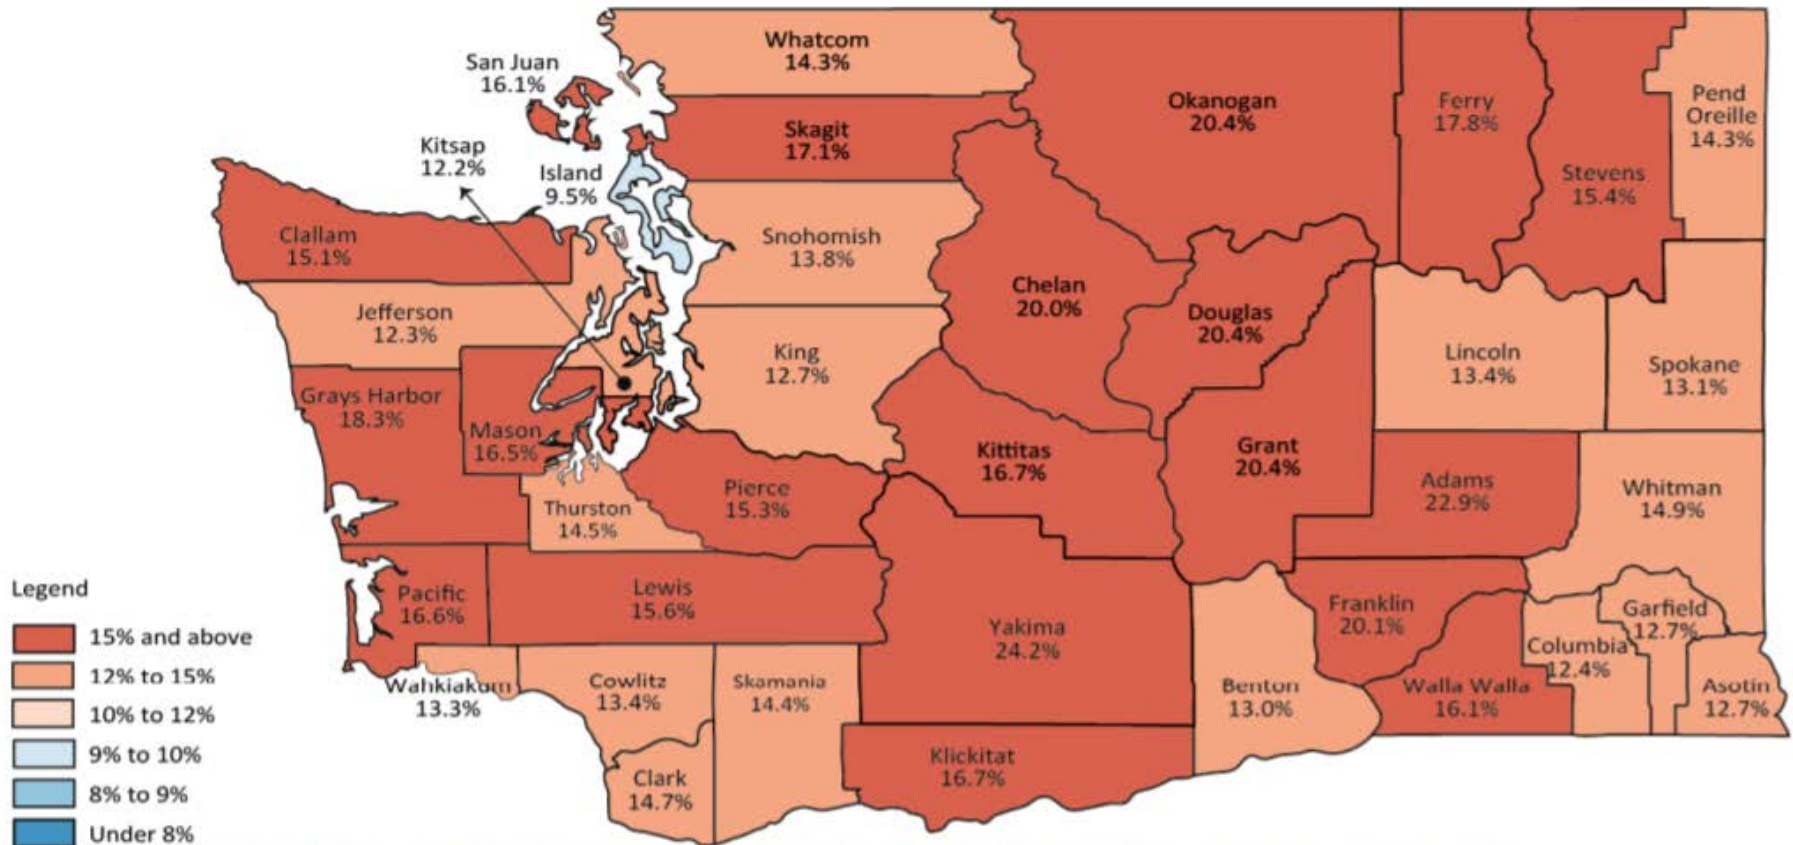 Whatcom
14.3%
San Juan
16.1%
Okanogan
20.4%
Ferry
17.8%
Pend
Oreille
14.3%
Skagit
17.1%
Kitsap
12.2%
Island
9.5%
Stevens
15.4%
Clallam
15.1%
Snohomish
13.8%
Chelan
20.0%
Douglas
20.4%
Jefferson
12.3%
King
12.7%
Lincoln
13.4%
Spokane
13.1%
Grays Harbor
18.3%
Mason
16.5%
Kittitas
16.7%
Grant
20.4%
Adams
22.9%
Whitman
14.9%
Pierce
15.3%
Thurston
14.5%
Pacific
16.6%
Lewis
15.6%
Yakima
24.2%
Franklin
20.1%
Garfield
12.7%
Columbia
12.4%
Wahkiakum
13.3%
Cowlitz
13.4%
Skamania
14.4%
Benton
13.0%
Walla Walla
16.1%
Asotin
12.7%
Clark
14.7%
Klickitat
16.7%
Legend
15% and above
12% to 15%
10% to 12%
9% to 10%
8% to 9%
Under 8%